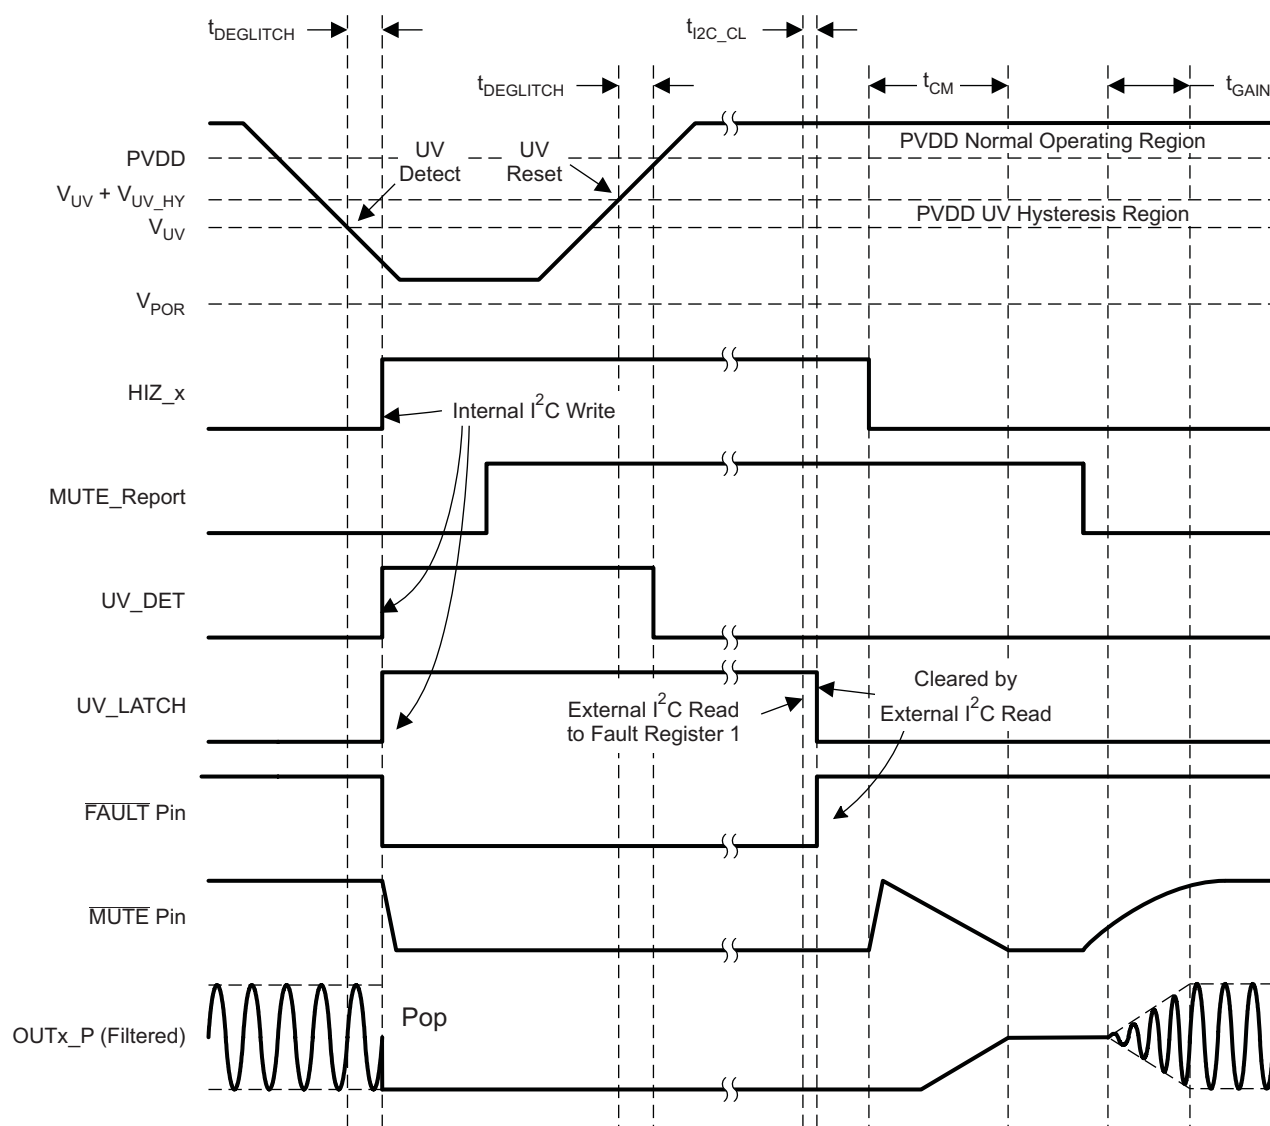 tDEGLITCH
tI2C_CL
tDEGLITCH
tCM
tGAIN
PVDD Normal Operating Region
UV
Detect
UV
Reset
PVDD
VUV + VUV_HY
PVDD UV Hysteresis Region
VUV
VPOR
HIZ_x
Internal I2C Write
MUTE_Report
UV_DET
UV_LATCH
External I2C Read
to Fault Register 1
Cleared by
External I2C Read
FAULT Pin
MUTE Pin
Pop
OUTx_P (Filtered)